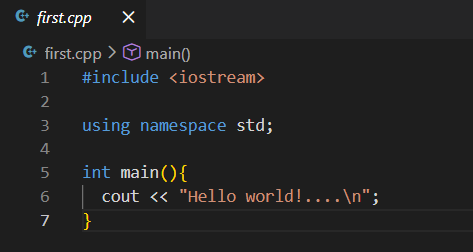 first.cpp ×
first.cpp > main()
1 #include <iostream>
2
3 using namespace std;
4
5 int main(){
6 cout << "Hello world!....\n";
7 }